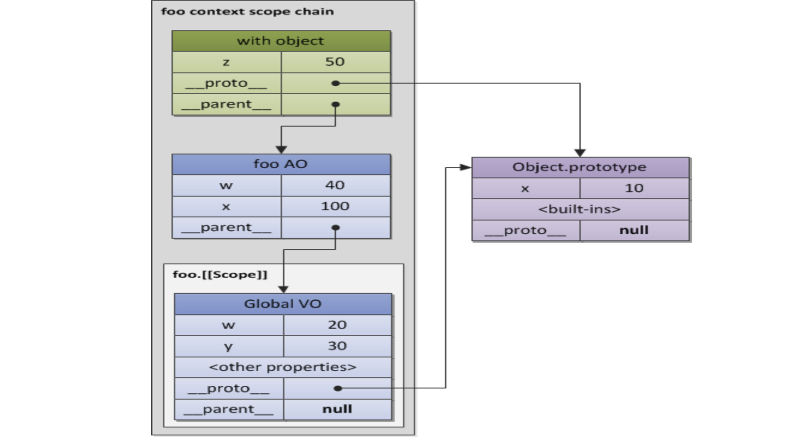 foo context scope chain
with object
z 50
__proto__
__parent__
foo AO
w 40
x 100
__parent__
foo.[[Scope]]
Global VO
w 20
y 30
<other properties>
__proto__
__parent__ null
Object.prototype
x 10
<built-ins>
__proto__ null